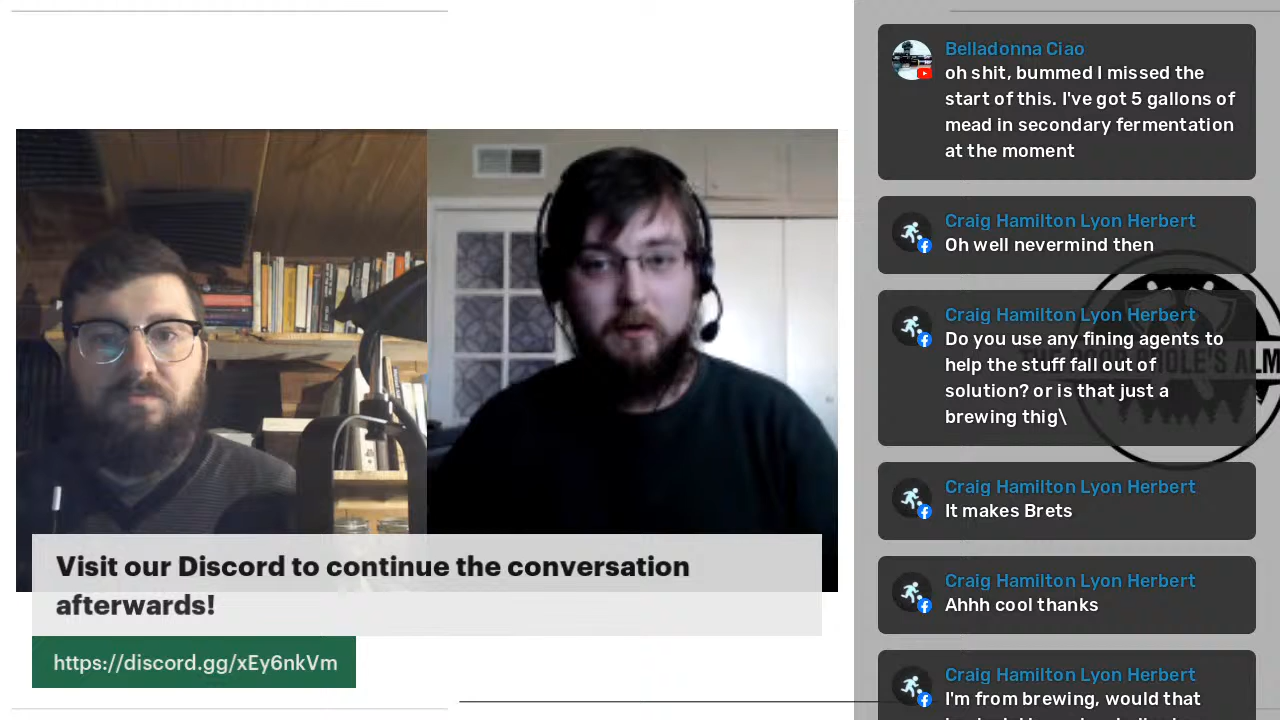 Belladonna Ciao
oh shit, bummed I missed the
start of this. I've got 5 gallons of
mead in secondary fermentation
at the moment
Craig Hamilton Lyon Herbert
Oh well nevermind then
Craig Hamilton Lyon Herbert
Do you use any fining agents to
help the stuff fall out of
solution? or is that just a
brewing thig\
Craig Hamilton Lyon Herbert
It makes Brets
Craig Hamilton Lyon Herbert
Ahhh cool thanks
Craig Hamilton Lyon Herbert
I'm from brewing, would that
Visit our Discord to continue the conversation
afterwards!
https://discord.gg/xEy6nkVm